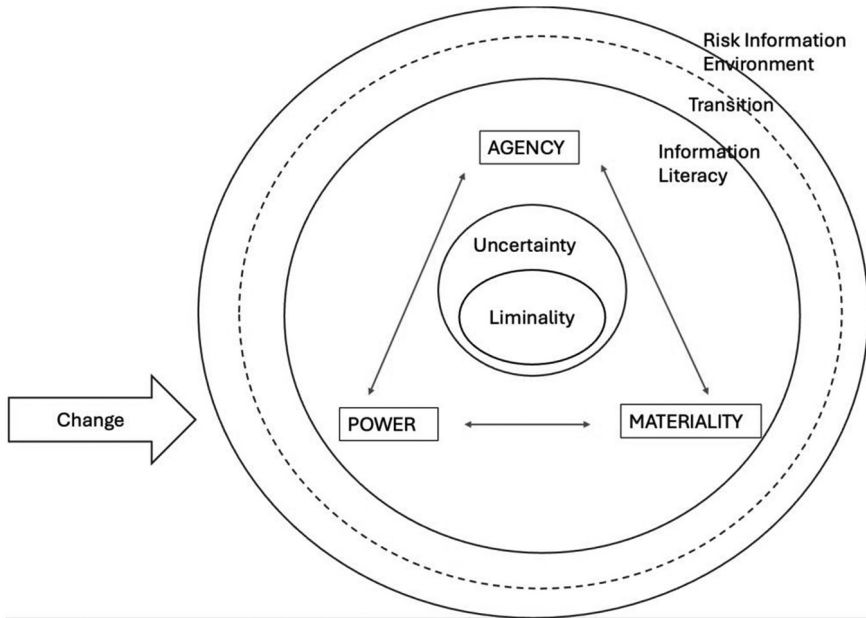 Risk Information
Environment
Transition
Information
Literacy
AGENCY
Uncertainty
Liminality
Change
POWER
MATERIALITY